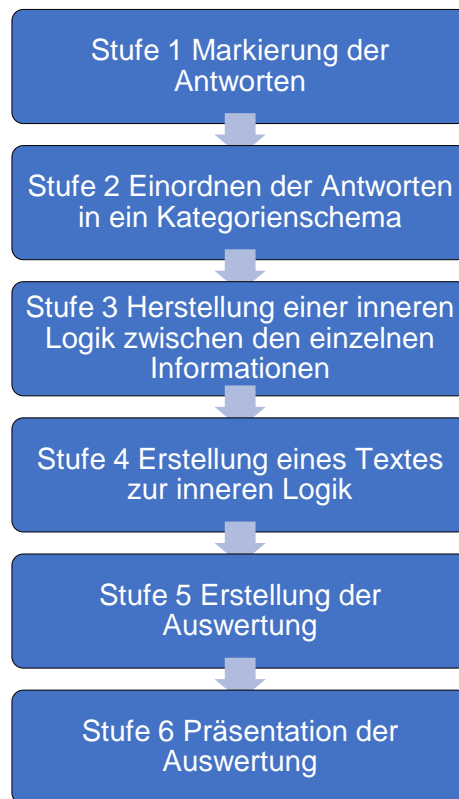 Stufe 1 Markierung der
Antworten
Stufe 2 Einordnen der Antworten
in ein Kategorienschema
Stufe 3 Herstellung einer inneren
Logik zwischen den einzelnen
Informationen
Stufe 4 Erstellung eines Textes
zur inneren Logik
Stufe 5 Erstellung der
Auswertung
Stufe 6 Präsentation der
Auswertung